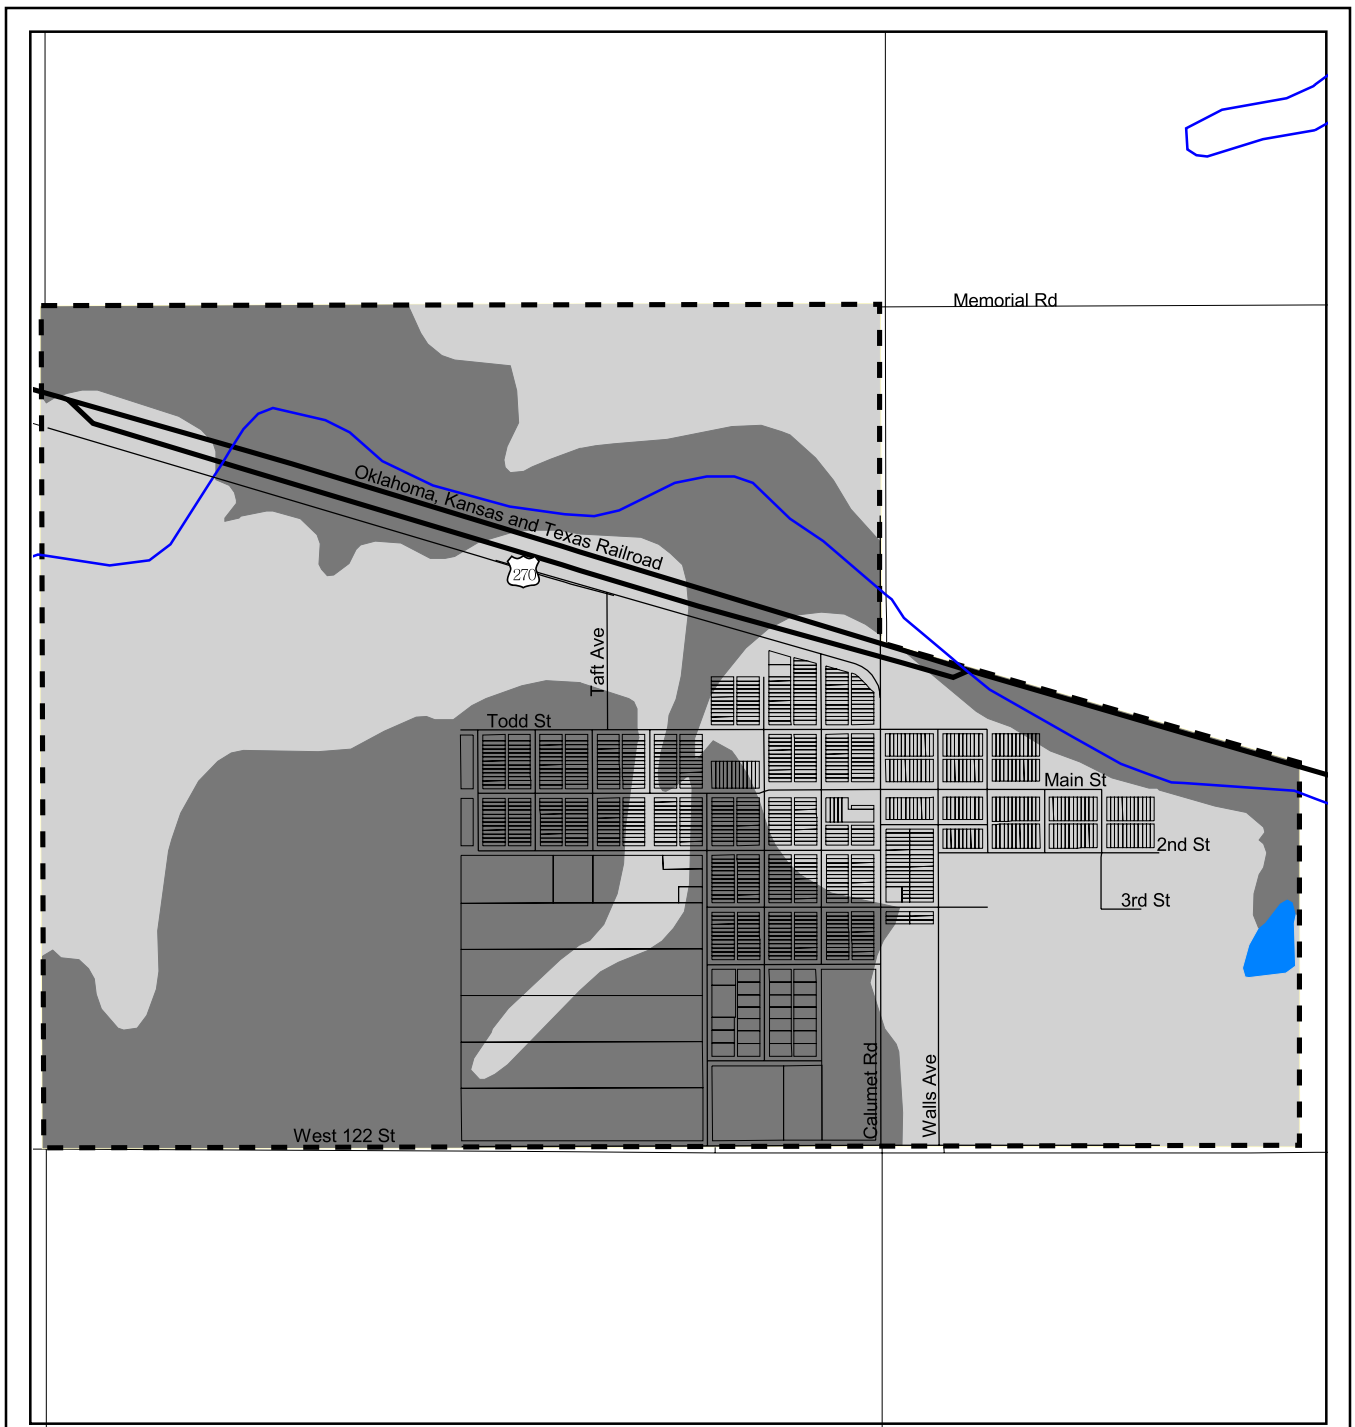 Memorial Rd
Oklahoma, Kansas and Texas Railroad
270
Taft Ave
Todd St
Main St
2nd St
3rd St
Calumet Rd
Walls Ave
West 122 St